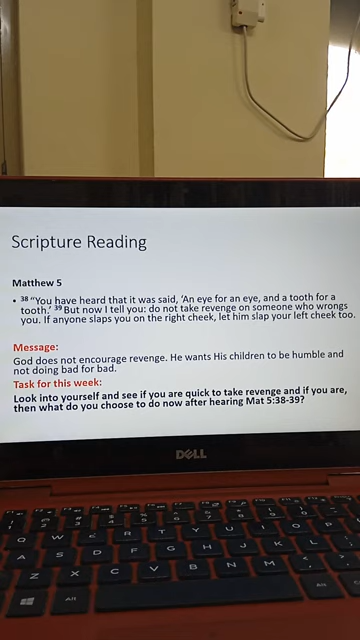 Scripture Reading
Matthew 5
• 38 "You have heard that it was said, 'An eye for an eye, and a tooth for a
tooth.' 39 But now I tell you: do not take revenge on someone who wrongs
you. If anyone slaps you on the right cheek, let him slap your left cheek too.
Message:
God does not encourage revenge. He wants His children to be humble and
not doing bad for bad.
Task for this week:
Look into yourself and see if you are quick to take revenge and if you are,
then what do you choose to do now after hearing Mat 5:38-39?
DELL
Q W E R T Y U I O P
A S D F G H J K L
Z X C V B N M
Alt